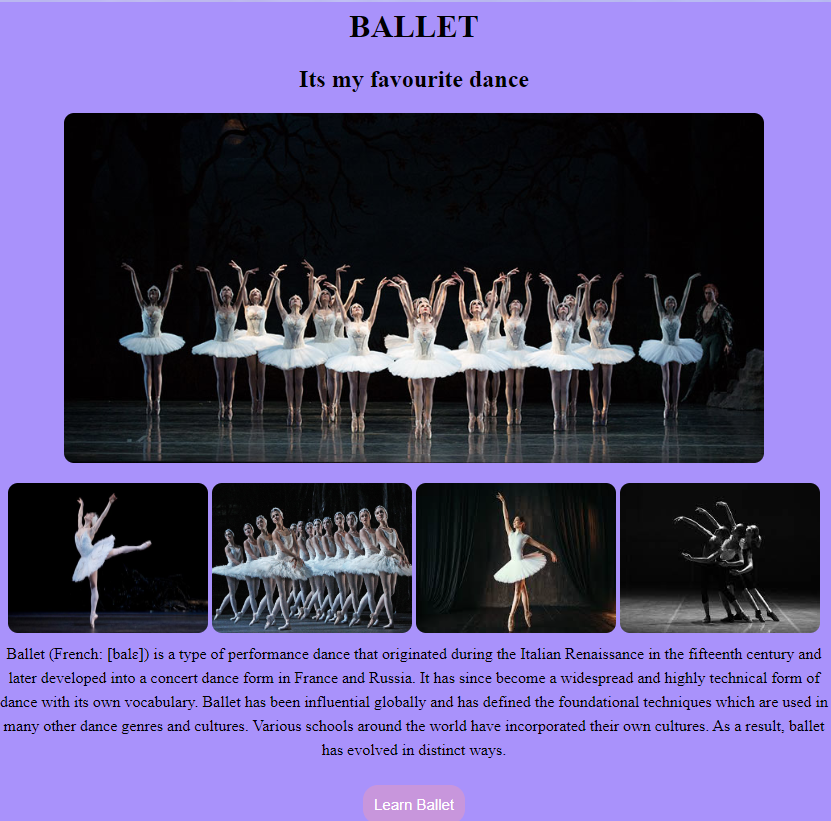 BALLET
Its my favourite dance
Ballet (French: [balɛ]) is a type of performance dance that originated during the Italian Renaissance in the fifteenth century and
later developed into a concert dance form in France and Russia. It has since become a widespread and highly technical form of
dance with its own vocabulary. Ballet has been influential globally and has defined the foundational techniques which are used in
many other dance genres and cultures. Various schools around the world have incorporated their own cultures. As a result, ballet
has evolved in distinct ways.
Learn Ballet